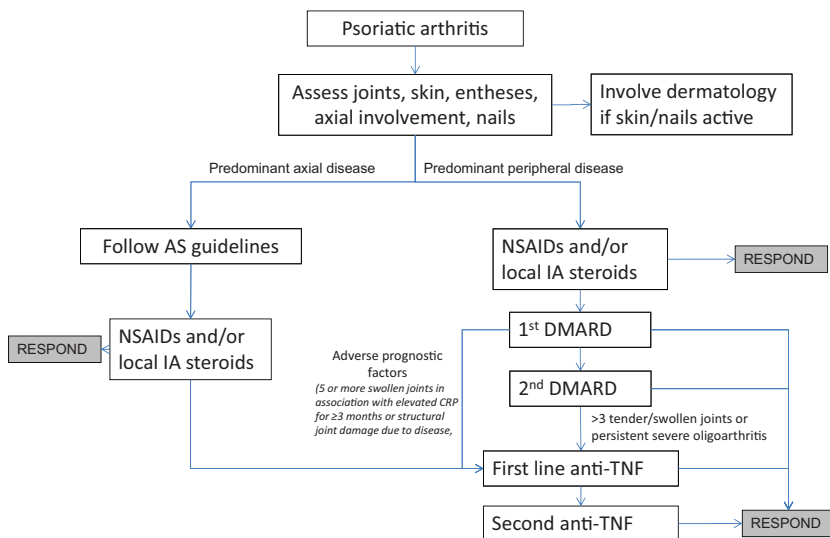 Psoriatic arthritis
Assess joints, skin, entheses,
axial involvement, nails
Involve dermatology
if skin/nails active
Predominant axial disease
Predominant peripheral disease
Follow AS guidelines
NSAIDs and/or
local IA steroids
RESPOND
NSAIDs and/or
local IA steroids
RESPOND
1st DMARD
Adverse prognostic
factors
(5 or more swollen joints in
association with elevated CRP
for ≥3 months or structural
joint damage due to disease,
2nd DMARD
>3 tender/swollen joints or
persistent severe oligoarthritis
First line anti-TNF
Second anti-TNF
RESPOND